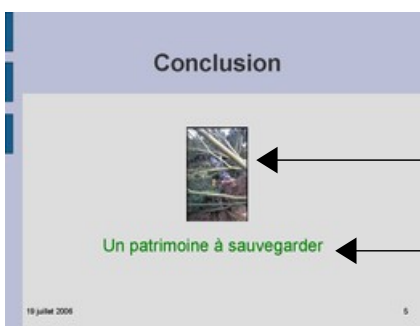 Conclusion
Un patrimoine à sauvegarder
19 juillet 2006 5